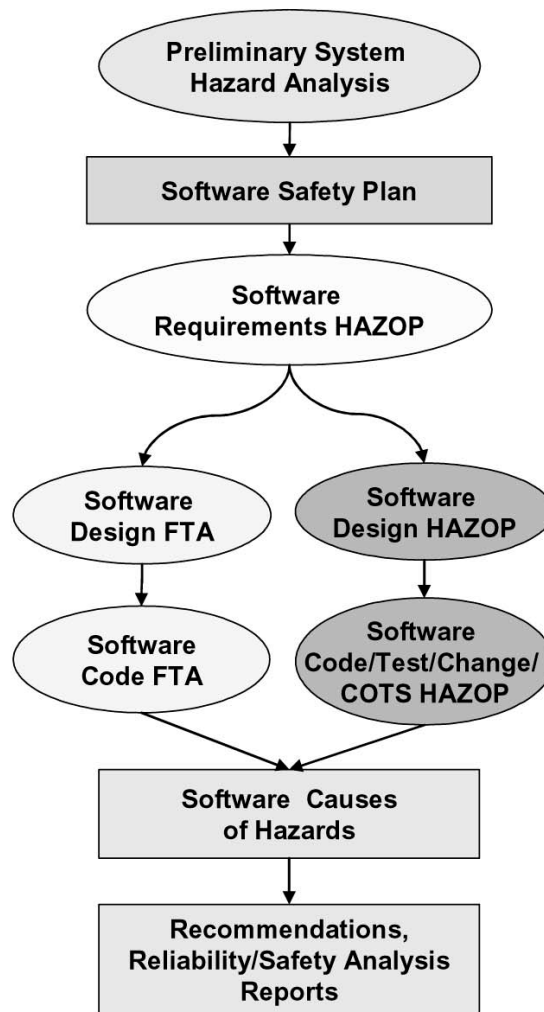 Preliminary System
Hazard Analysis
Software Safety Plan
Software
Requirements HAZOP
Software
Design FTA
Software
Design HAZOP
Software
Code FTA
Software
Code/Test/Change/
COTS HAZOP
Software Causes
of Hazards
Recommendations,
Reliability/Safety Analysis
Reports